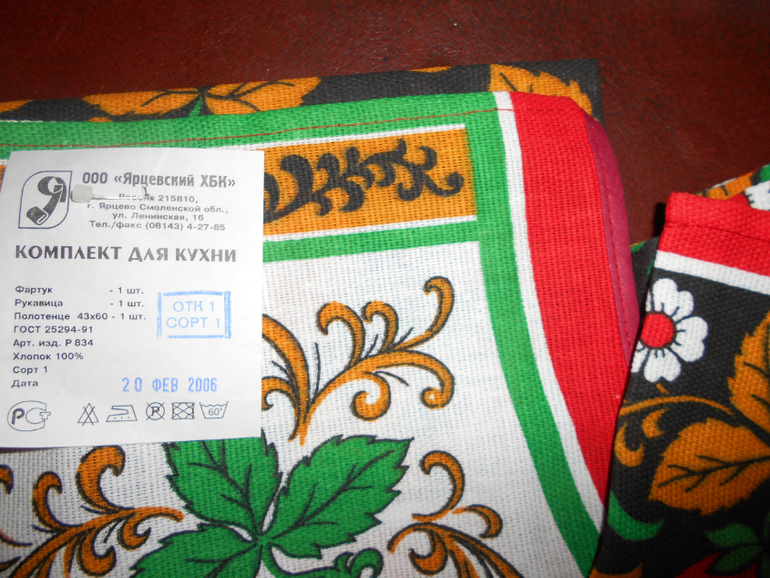 ООО «Ярцевский ХБК»
Россия 215810,
г. Ярцево Смоленской обл.,
ул. Ленинская, 16
Тел./факс (08143) 4-27-85
КОМПЛЕКТ ДЛЯ КУХНИ
Фартук - 1 шт.
Рукавица - 1 шт.
Полотенце 43х60 - 1 шт.
ГОСТ 25294-91
Арт. изд. Р 834
Хлопок 100%
Сорт 1
Дата 20 ФЕВ 2006
ОТК 1
СОРТ 1
60°